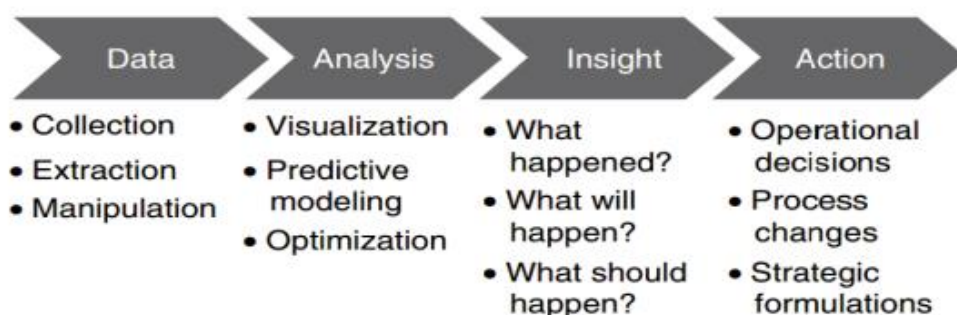 Data
Analysis
Insight
Action
• Collection
• Extraction
• Manipulation
• Visualization
• Predictive
modeling
• Optimization
• What
happened?
• What will
happen?
• What should
happen?
• Operational
decisions
• Process
changes
• Strategic
formulations